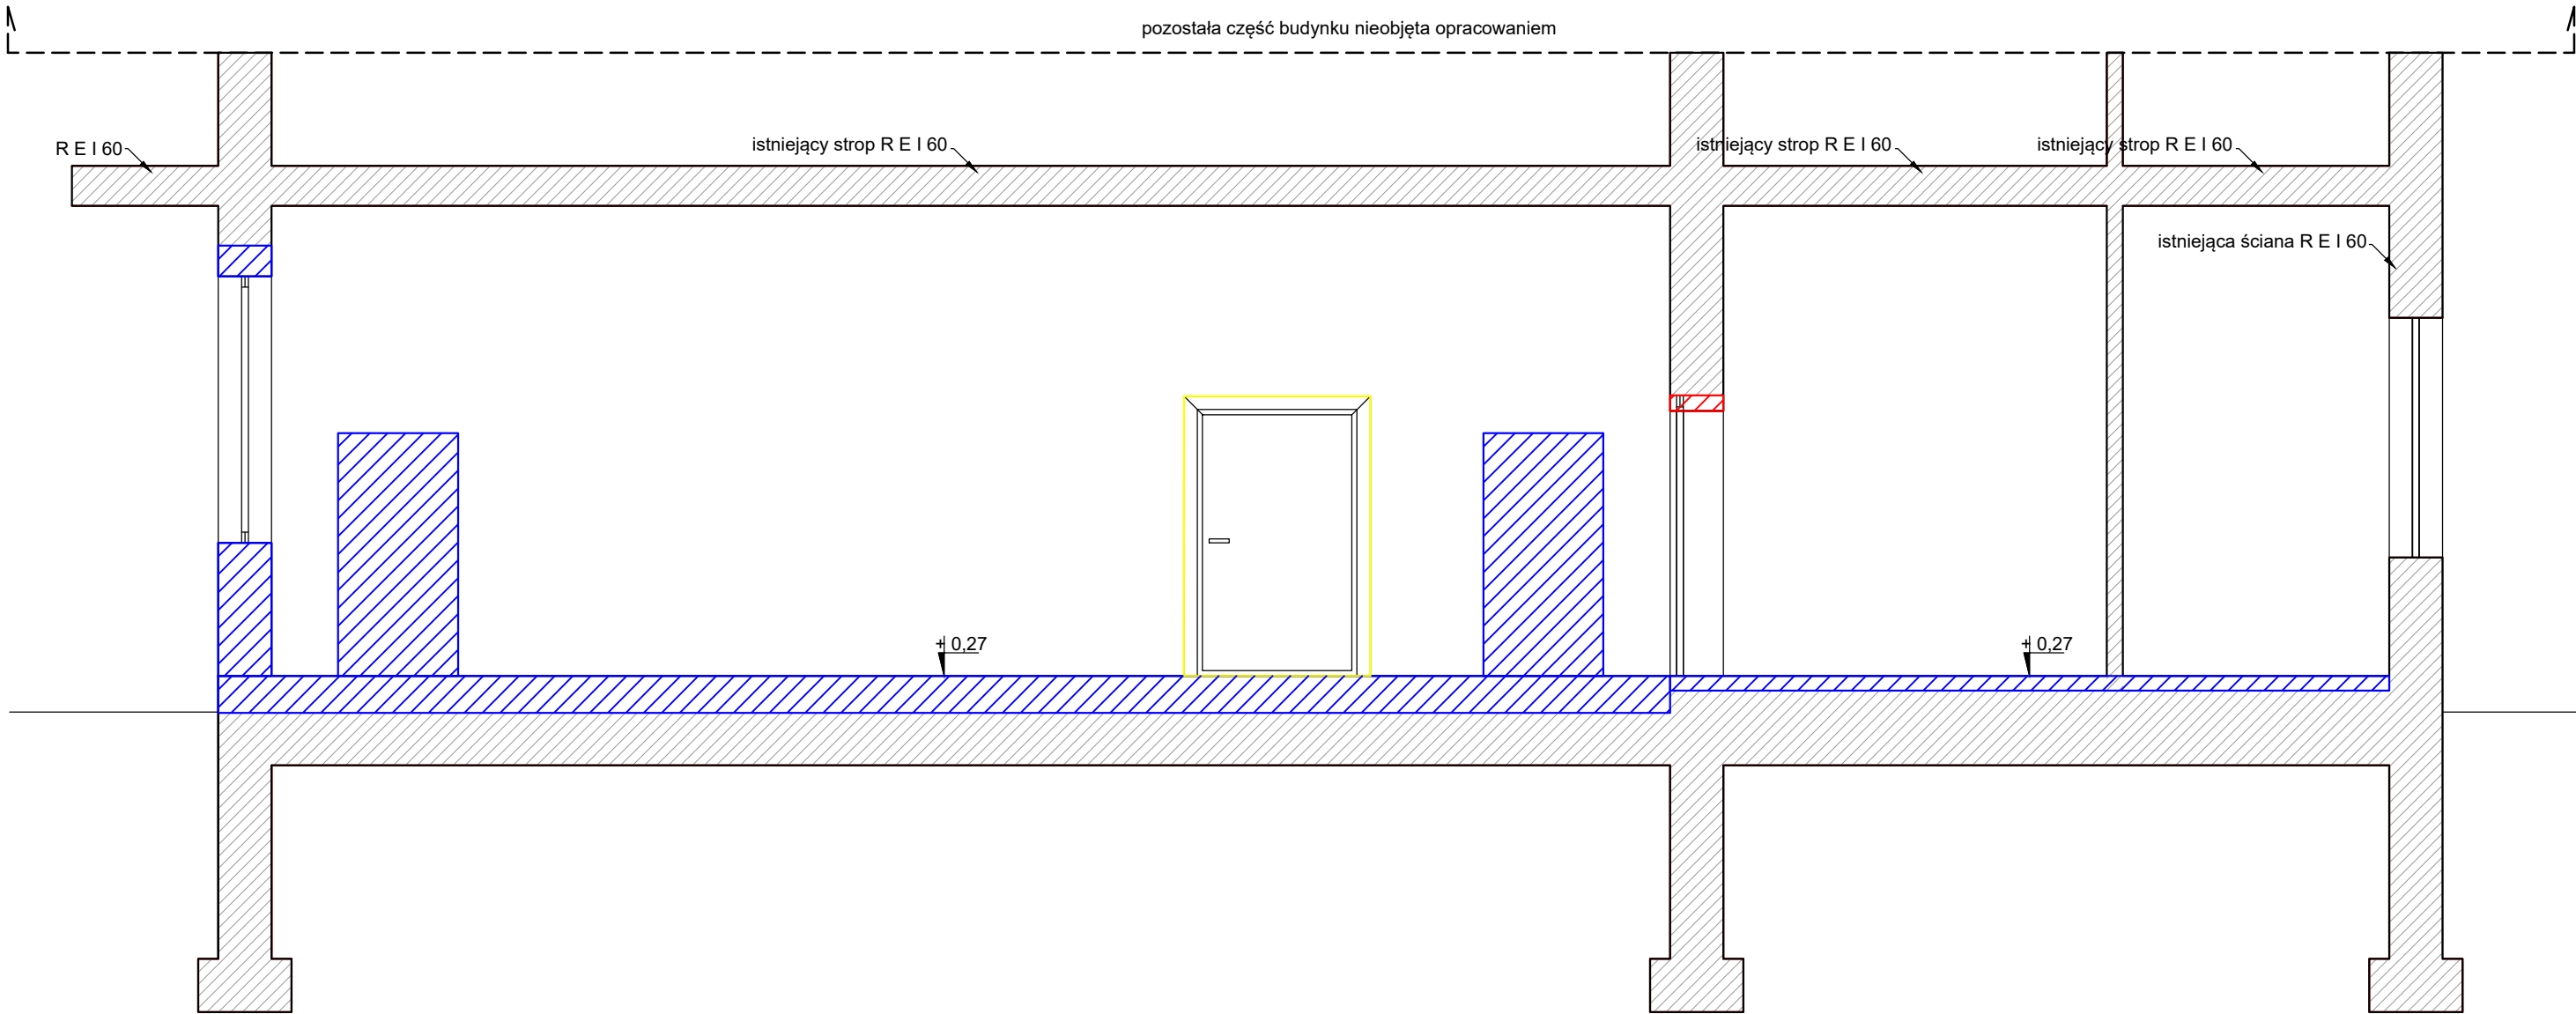 pozostała część budynku nieobjęta opracowaniem
R E I 60
istniejący strop R E I 60
istniejący strop R E I 60
istniejący strop R E I 60
istniejąca ściana R E I 60
+ 0,27
+ 0,27